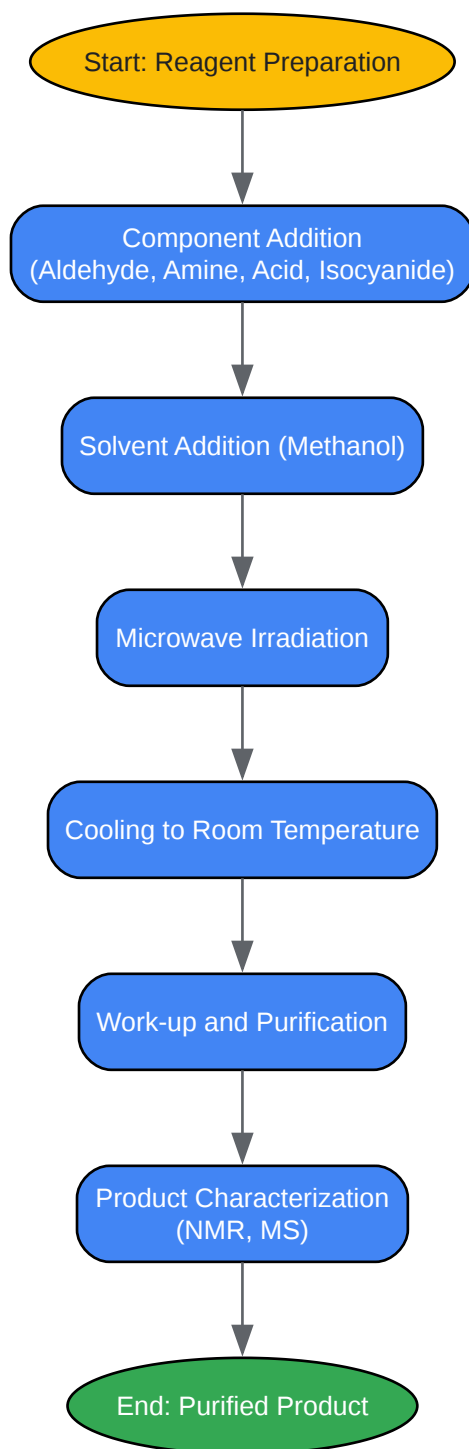 Start: Reagent Preparation
Component Addition
(Aldehyde, Amine, Acid, Isocyanide)
Solvent Addition (Methanol)
Microwave Irradiation
Cooling to Room Temperature
Work-up and Purification
Product Characterization
(NMR, MS)
End: Purified Product